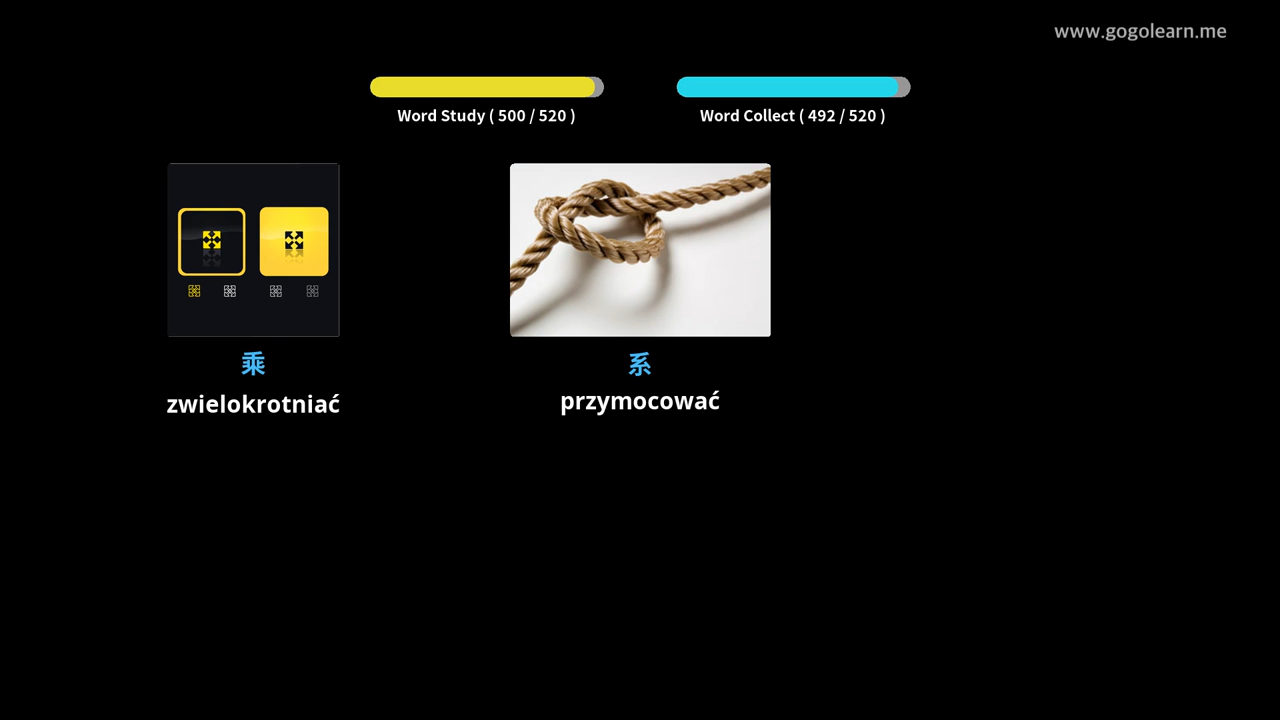 www.gogolearn.me
Word Study ( 500 / 520 )
Word Collect ( 492 / 520 )
乘
系
zwielokrotniać
przymocować